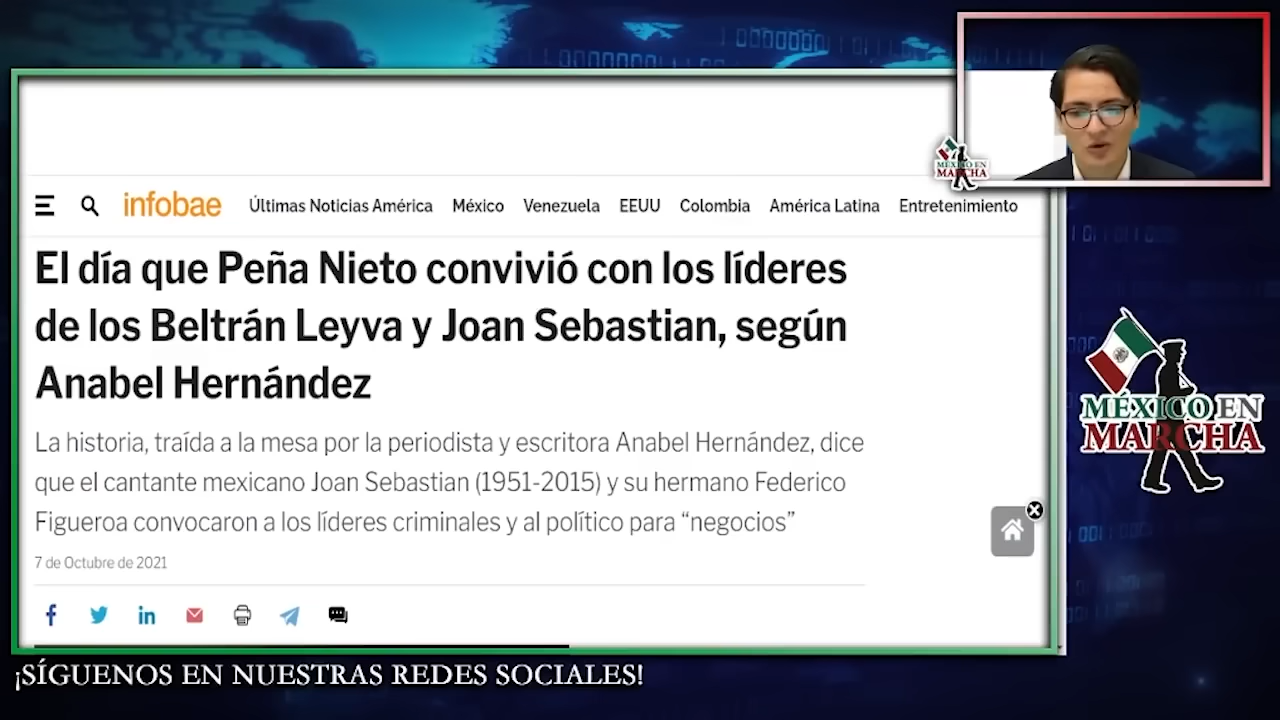 MÉXICO EN
MARCHA
infobae
Últimas Noticias América México Venezuela EEUU Colombia América Latina Entretenimiento
El día que Peña Nieto convivió con los líderes
de los Beltrán Leyva y Joan Sebastian, según
Anabel Hernández
La historia, traída a la mesa por la periodista y escritora Anabel Hernández, dice
que el cantante mexicano Joan Sebastian (1951-2015) y su hermano Federico
Figueroa convocaron a los líderes criminales y al político para “negocios”
7 de Octubre de 2021
MÉXICO EN
MARCHA
¡SÍGUENOS EN NUESTRAS REDES SOCIALES!